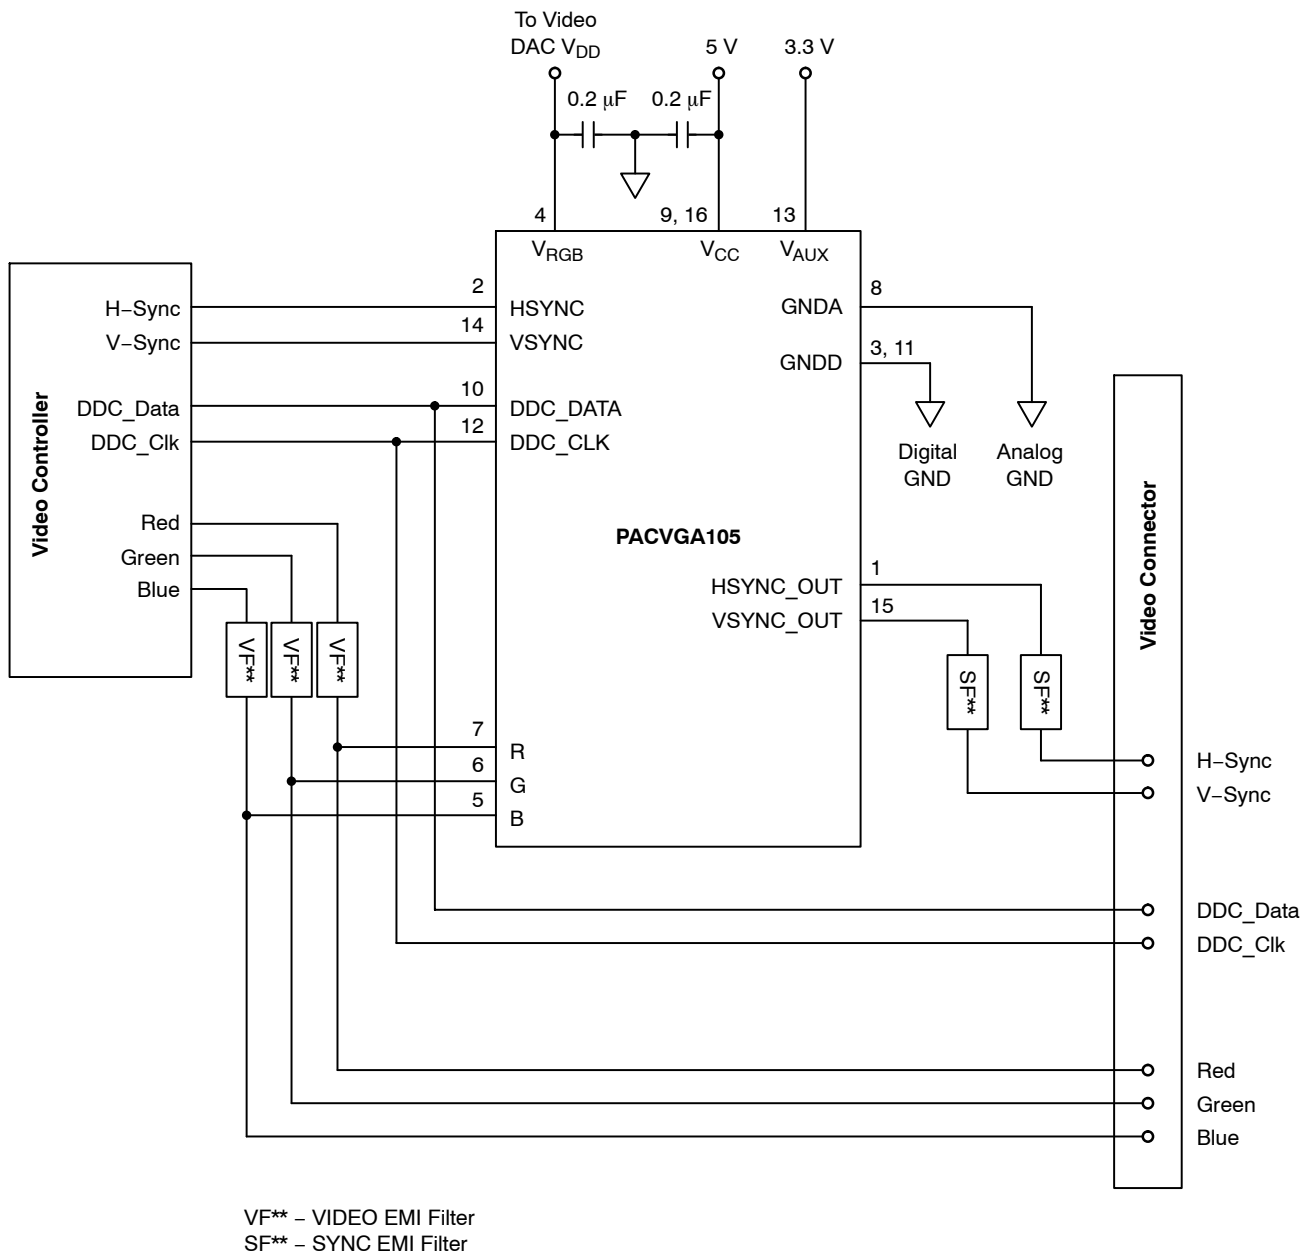 To Video
DAC VDD
5 V
3.3 V
0.2 μF
0.2 μF
4
9, 16
13
VRGB
VCC
VAUX
2
HSYNC
14
VSYNC
10
DDC_DATA
12
DDC_CLK
8
GNDA
3, 11
GNDD
Digital
GND
Analog
GND
H−Sync
V−Sync
DDC_Data
DDC_Clk
Red
Green
Blue
Video Controller
VF**
VF**
VF**
PACVGA105
1
HSYNC_OUT
15
VSYNC_OUT
SF**
SF**
7
R
6
G
5
B
Video Connector
H−Sync
V−Sync
DDC_Data
DDC_Clk
Red
Green
Blue
VF** − VIDEO EMI Filter
SF** − SYNC EMI Filter